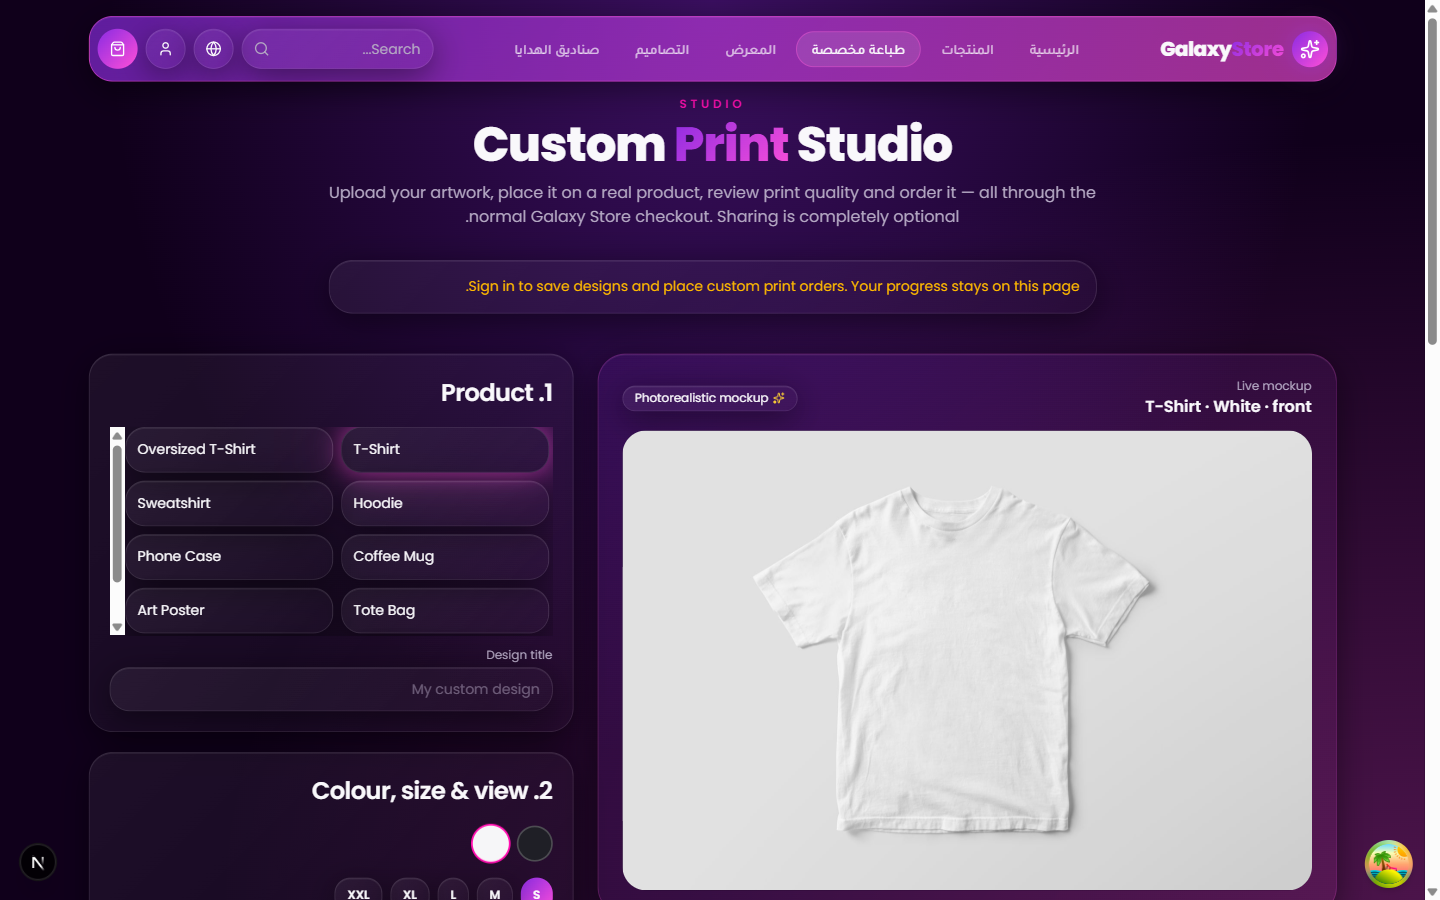 GalaxyStore
الرئيسية
المنتجات
طباعة مخصصة
المعرض
التصاميم
صناديق الهدايا
Search...
STUDIO
Custom Print Studio
Upload your artwork, place it on a real product, review print quality and order it — all through the
normal Galaxy Store checkout. Sharing is completely optional.
Sign in to save designs and place custom print orders. Your progress stays on this page.
Live mockup
T-Shirt · White · front
Photorealistic mockup
1. Product
T-Shirt
Oversized T-Shirt
Hoodie
Sweatshirt
Coffee Mug
Phone Case
Tote Bag
Art Poster
Design title
My custom design
2. Colour, size & view
S
M
L
XL
XXL
N